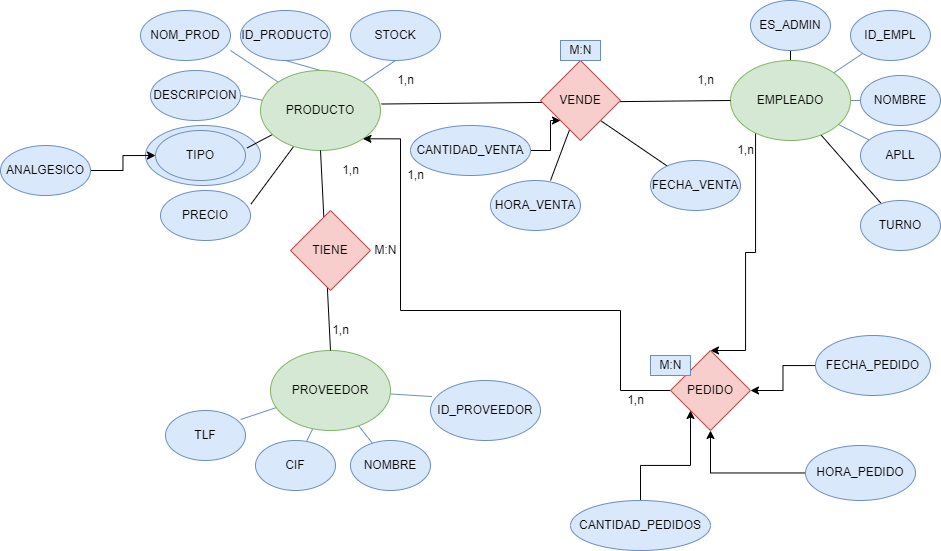 ES_ADMIN
NOM_PROD
ID_PRODUCTO
STOCK
ID_EMPL
M:N
1,n
1,n
DESCRIPCION
PRODUCTO
VENDE
EMPLEADO
NOMBRE
CANTIDAD_VENTA
1,n
TIPO
APLL
ANALGESICO
1,n
1,n
FECHA_VENTA
HORA_VENTA
PRECIO
TURNO
TIENE
M:N
1,n
M:N
FECHA_PEDIDO
PROVEEDOR
PEDIDO
1,n
ID_PROVEEDOR
TLF
CIF
NOMBRE
HORA_PEDIDO
CANTIDAD_PEDIDOS